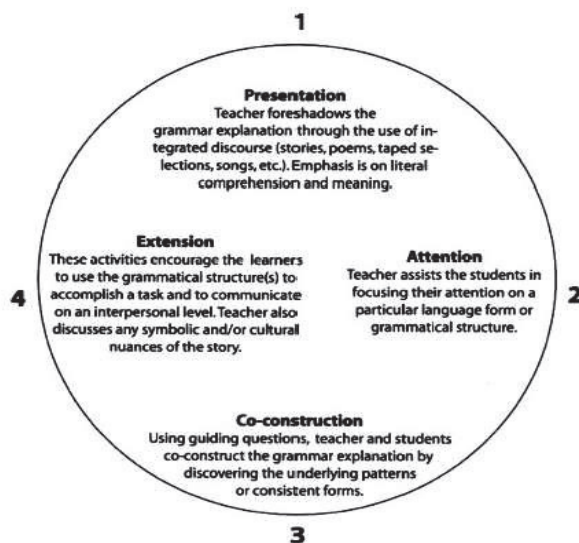 1
Presentation
Teacher foreshadows the
grammar explanation through the use of in-
tegrated discourse (stories, poems, taped se-
lections, songs, etc.). Emphasis is on literal
comprehension and meaning.
Attention
Teacher assists the students in
focusing their attention on a
particular language form or
grammatical structure.
2
Co-construction
Using guiding questions, teacher and students
co-construct the grammar explanation by
discovering the underlying patterns
or consistent forms.
3
Extension
These activities encourage the learners
to use the grammatical structure(s) to
accomplish a task and to communicate
on an interpersonal level. Teacher also
discusses any symbolic and/or cultural
nuances of the story.
4